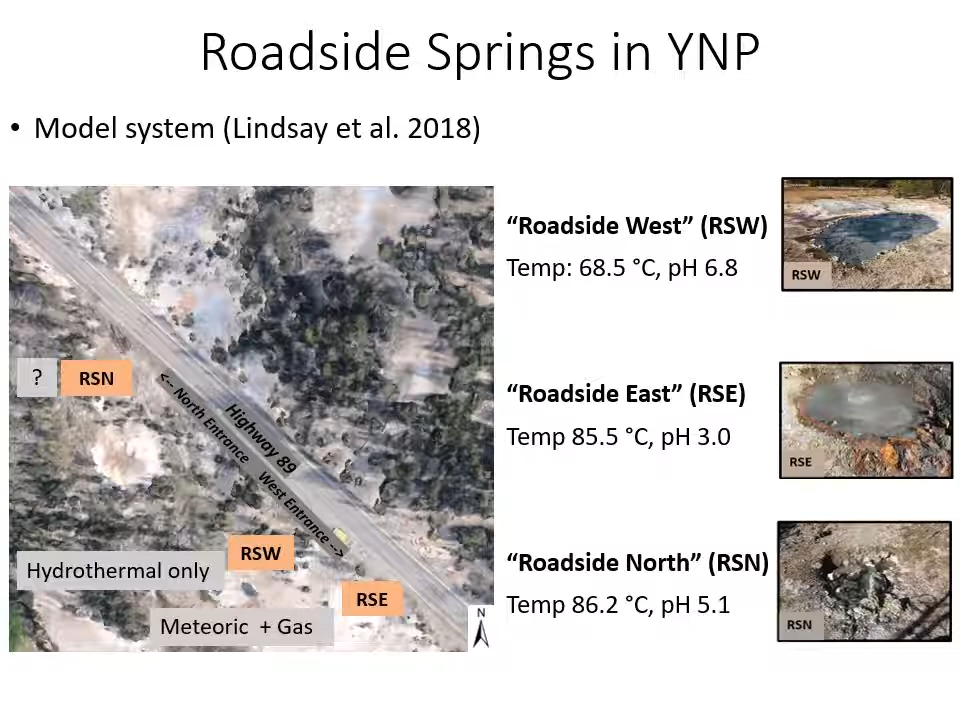 Roadside Springs in YNP
• Model system (Lindsay et al. 2018)
? RSN
<-- North Entrance
Highway 89
West Entrance -->
RSW
Hydrothermal only
RSE
Meteoric + Gas
N
“Roadside West” (RSW)
Temp: 68.5 °C, pH 6.8
RSW
“Roadside East” (RSE)
Temp 85.5 °C, pH 3.0
RSE
“Roadside North” (RSN)
Temp 86.2 °C, pH 5.1
RSN